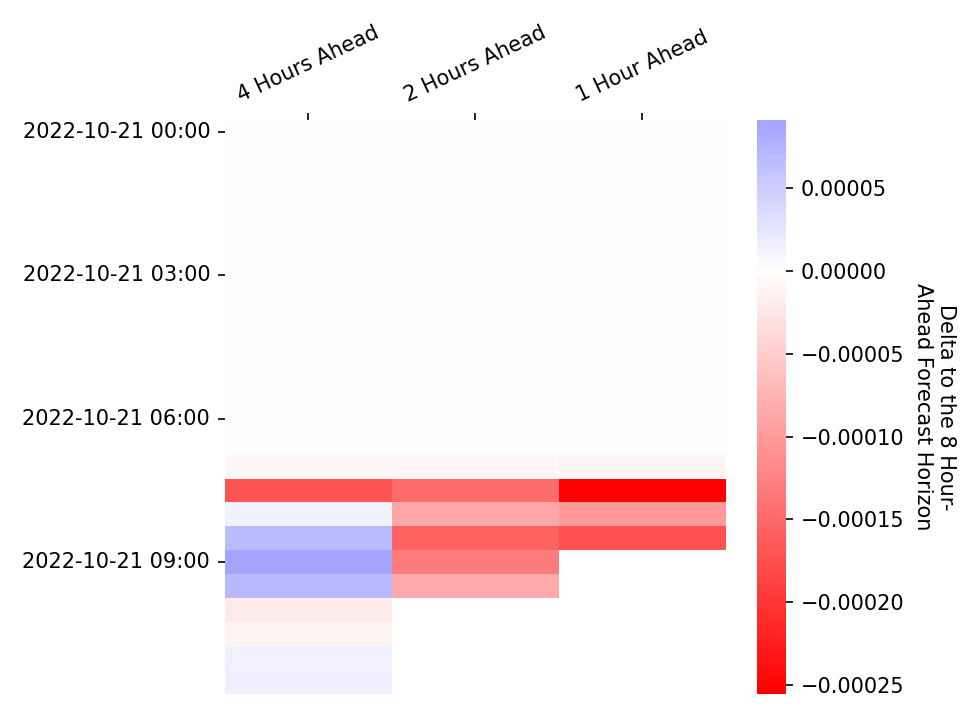 4 Hours Ahead
2 Hours Ahead
1 Hour Ahead
2022-10-21 00:00
2022-10-21 03:00
2022-10-21 06:00
2022-10-21 09:00
0.00005
0.00000
−0.00005
−0.00010
−0.00015
−0.00020
−0.00025
Delta to the 8 Hour-
Ahead Forecast Horizon